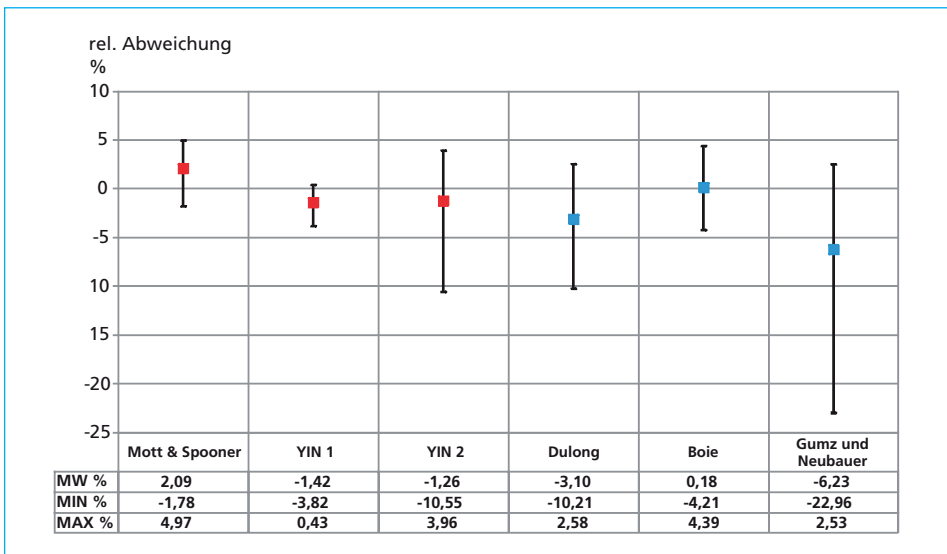 rel. Abweichung
%
10
5
0
-5
10
15
-20
-25
Mott & Spooner YIN 1 YIN 2 Dulong Boie Gumz und
Neubauer
MW % 2,09 -1,42 -1,26 -3,10 0,18 -6,23
MIN % -1,78 -3,82 -10,55 -10,21 -4,21 -22,96
MAX % 4,97 0,43 3,96 2,58 4,39 2,53